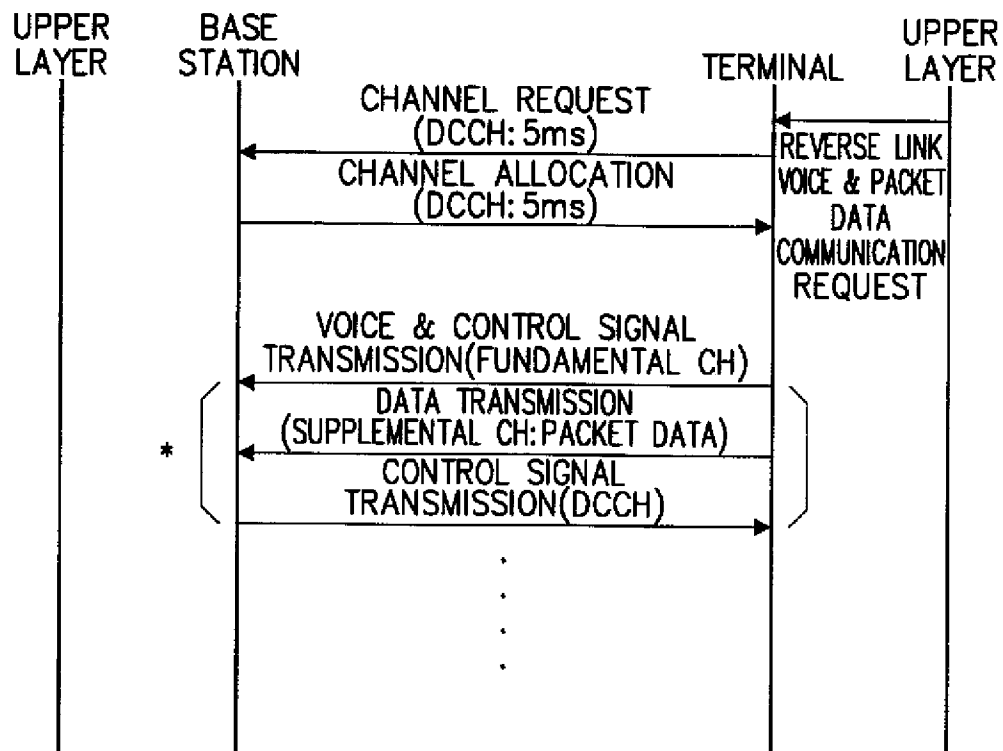 UPPER
LAYER
BASE
STATION
TERMINAL
UPPER
LAYER
CHANNEL REQUEST
(DCCH: 5ms)
CHANNEL ALLOCATION
(DCCH: 5ms)
REVERSE LINK
VOICE & PACKET
DATA
COMMUNICATION
REQUEST
VOICE & CONTROL SIGNAL
TRANSMISSION(FUNDAMENTAL CH)
DATA TRANSMISSION
(SUPPLEMENTAL CH:PACKET DATA)
*
CONTROL SIGNAL
TRANSMISSION(DCCH)